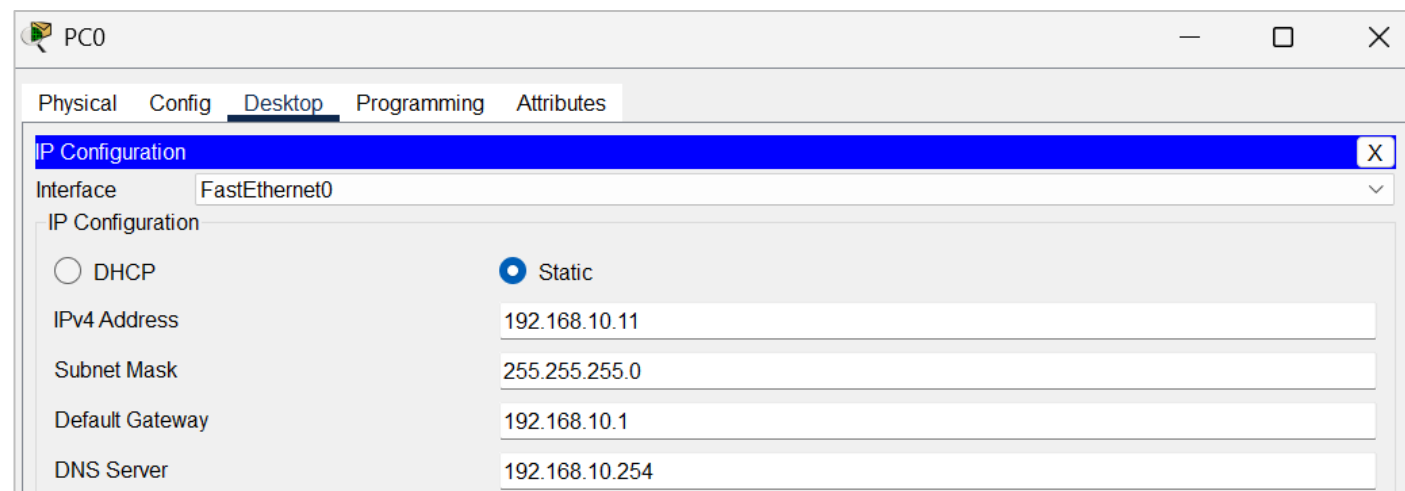 PC0
Physical Config Desktop Programming Attributes
IP Configuration X
Interface FastEthernet0
IP Configuration
DHCP Static
IPv4 Address 192.168.10.11
Subnet Mask 255.255.255.0
Default Gateway 192.168.10.1
DNS Server 192.168.10.254